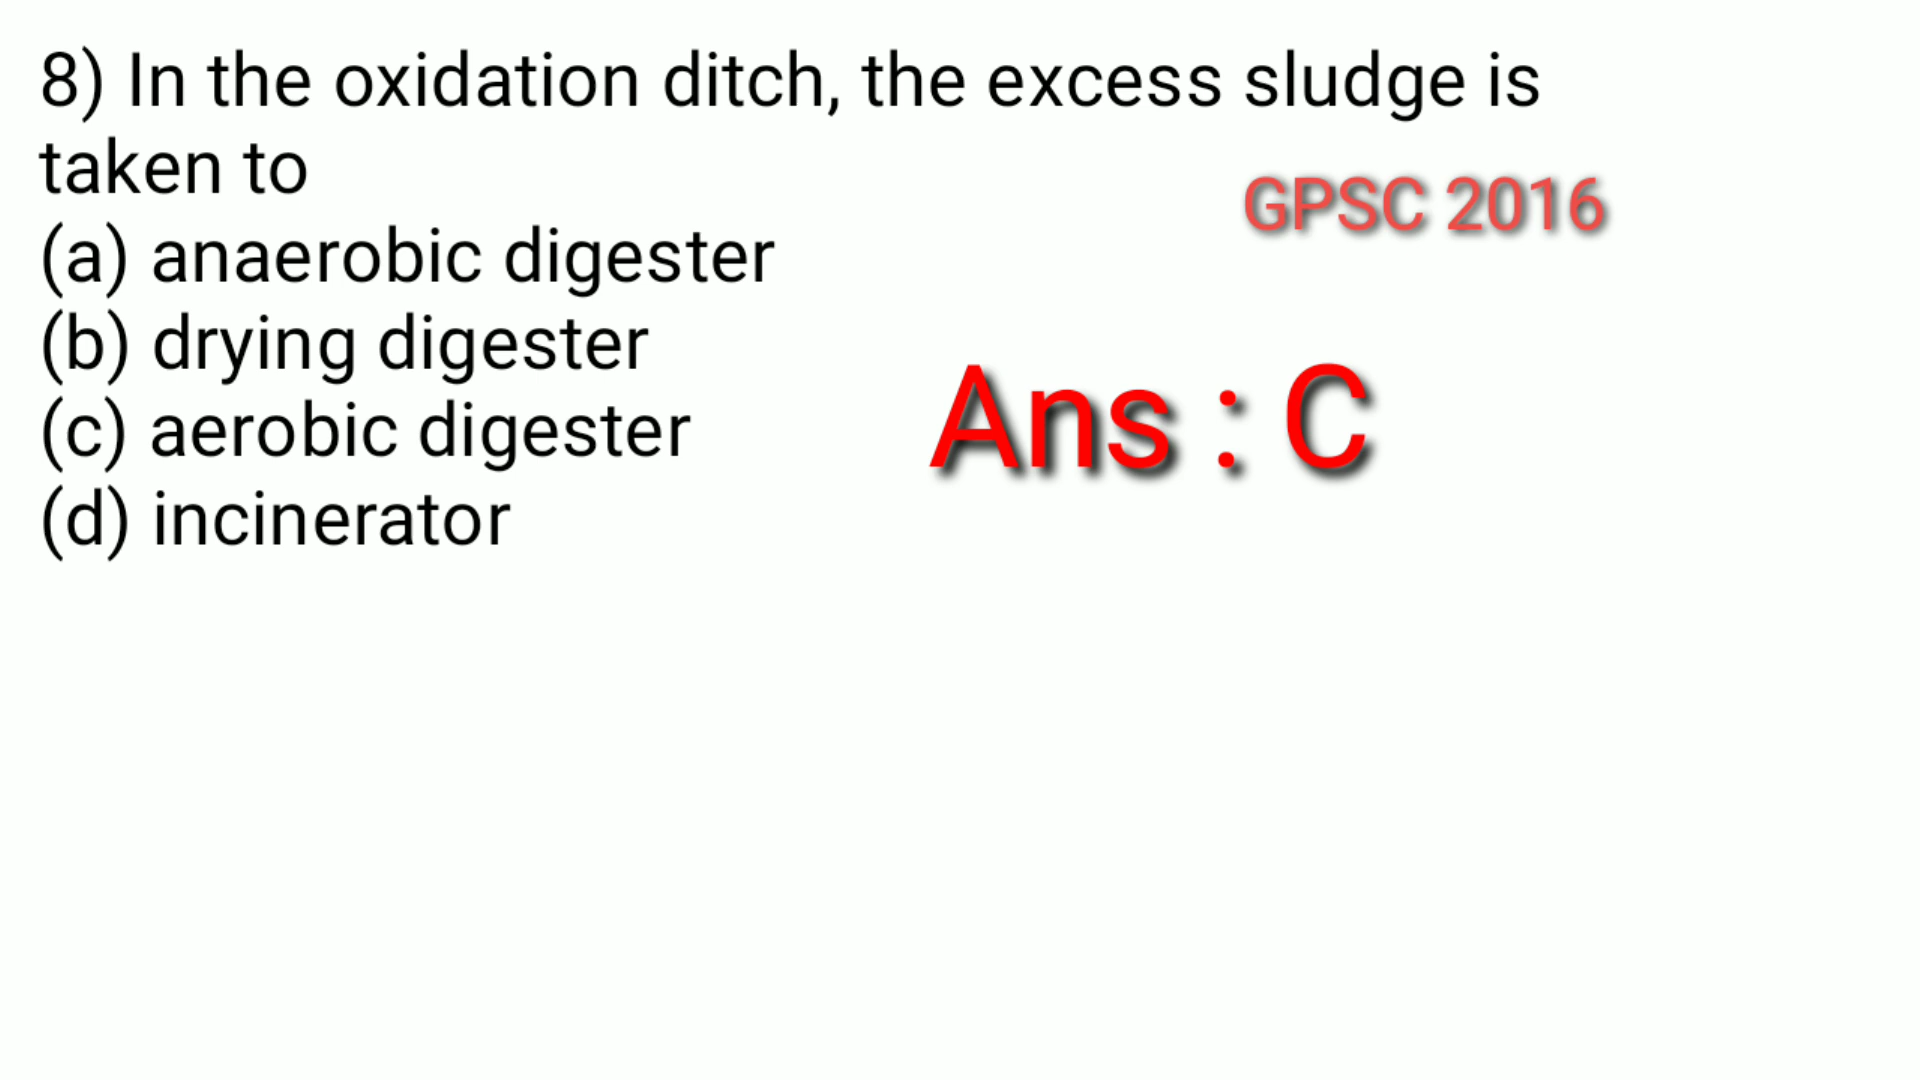 8) In the oxidation ditch, the excess sludge is
taken to
GPSC 2016
(a) anaerobic digester
(b) drying digester
(c) aerobic digester
Ans : C
(d) incinerator